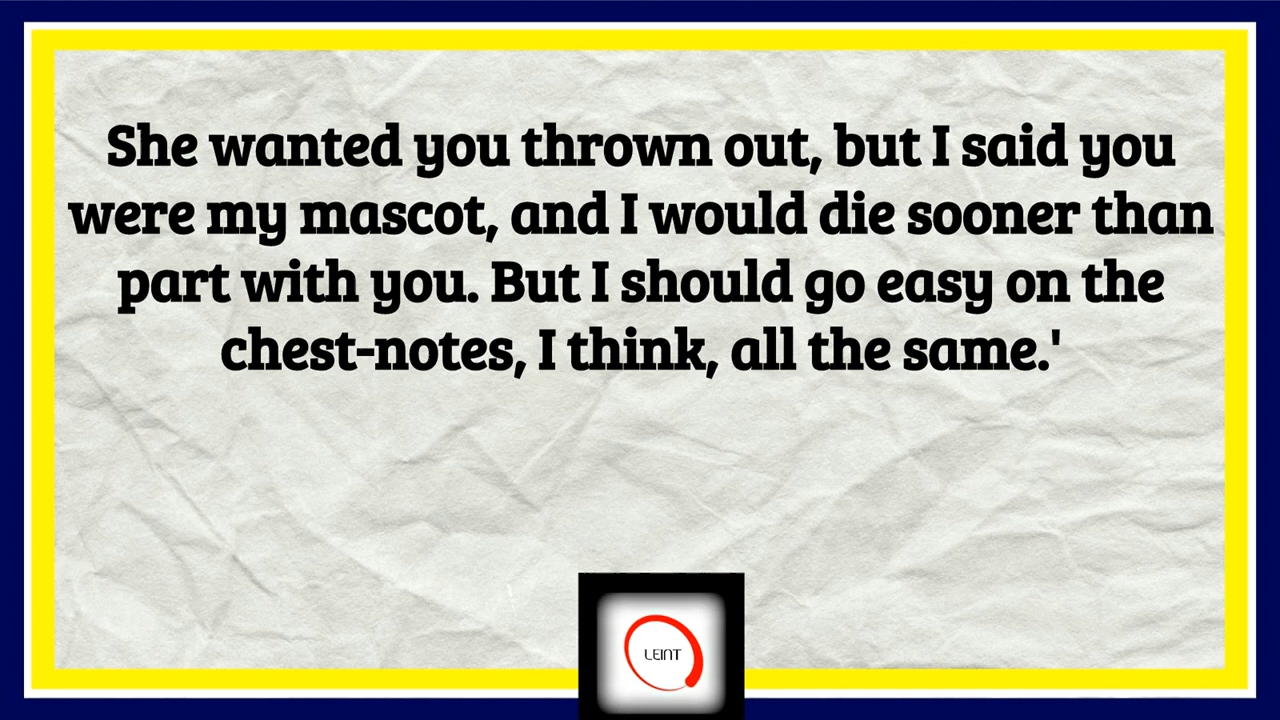 She wanted you thrown out, but I said you
were my mascot, and I would die sooner than
part with you. But I should go easy on the
chest-notes, I think, all the same.'
LEINT